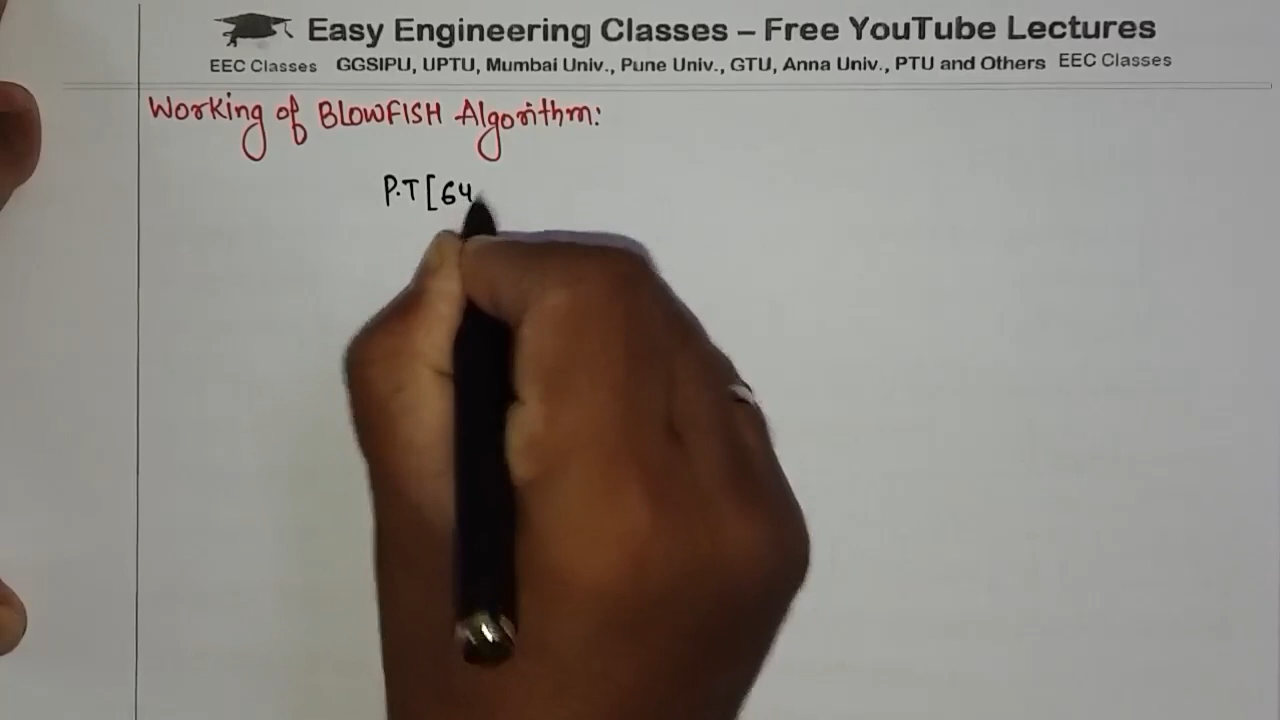 Easy Engineering Classes – Free YouTube Lectures
EEC Classes GGSIPU, UPTU, Mumbai Univ., Pune Univ., GTU, Anna Univ., PTU and Others EEC Classes
Working of BLOWFISH Algorithm:
P.T [64